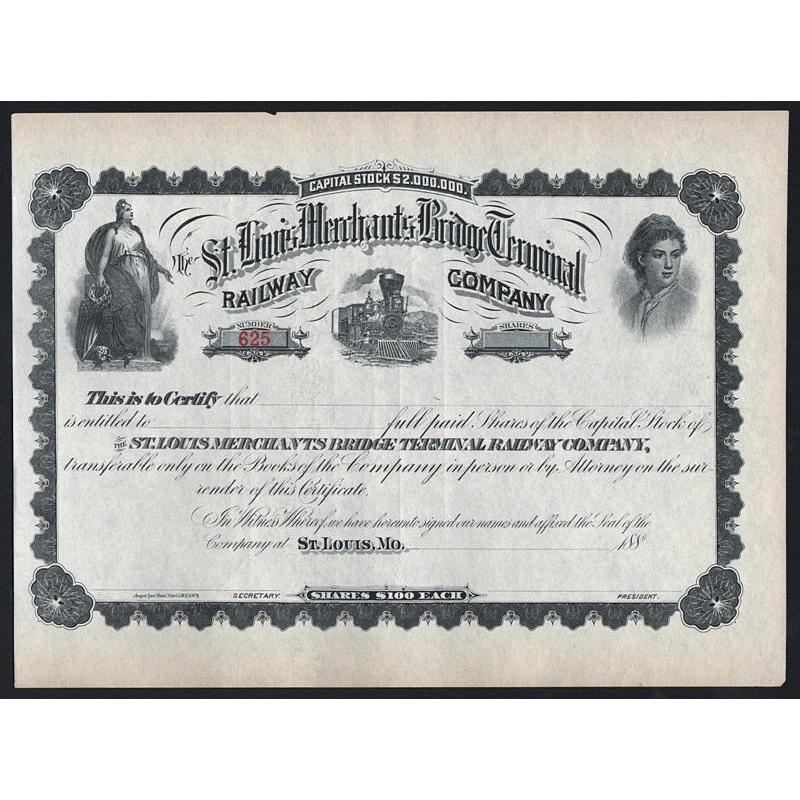 CAPITAL STOCK $2.000.000.
The St. Louis Merchants Bridge Terminal
RAILWAY COMPANY
NUMBER
625
SHARES
This is to Certify that
is entitled to full paid Shares of the Capital Stock of
THE ST. LOUIS MERCHANTS BRIDGE TERMINAL RAILWAY COMPANY,
transferable only on the Books of the Company in person or by Attorney on the sur-
render of this Certificate.
In Witness Whereof, we have hereunto signed our names and affixed the Seal of the
Company at ST. LOUIS, MO. 188
SECRETARY
SHARES $100 EACH
PRESIDENT.